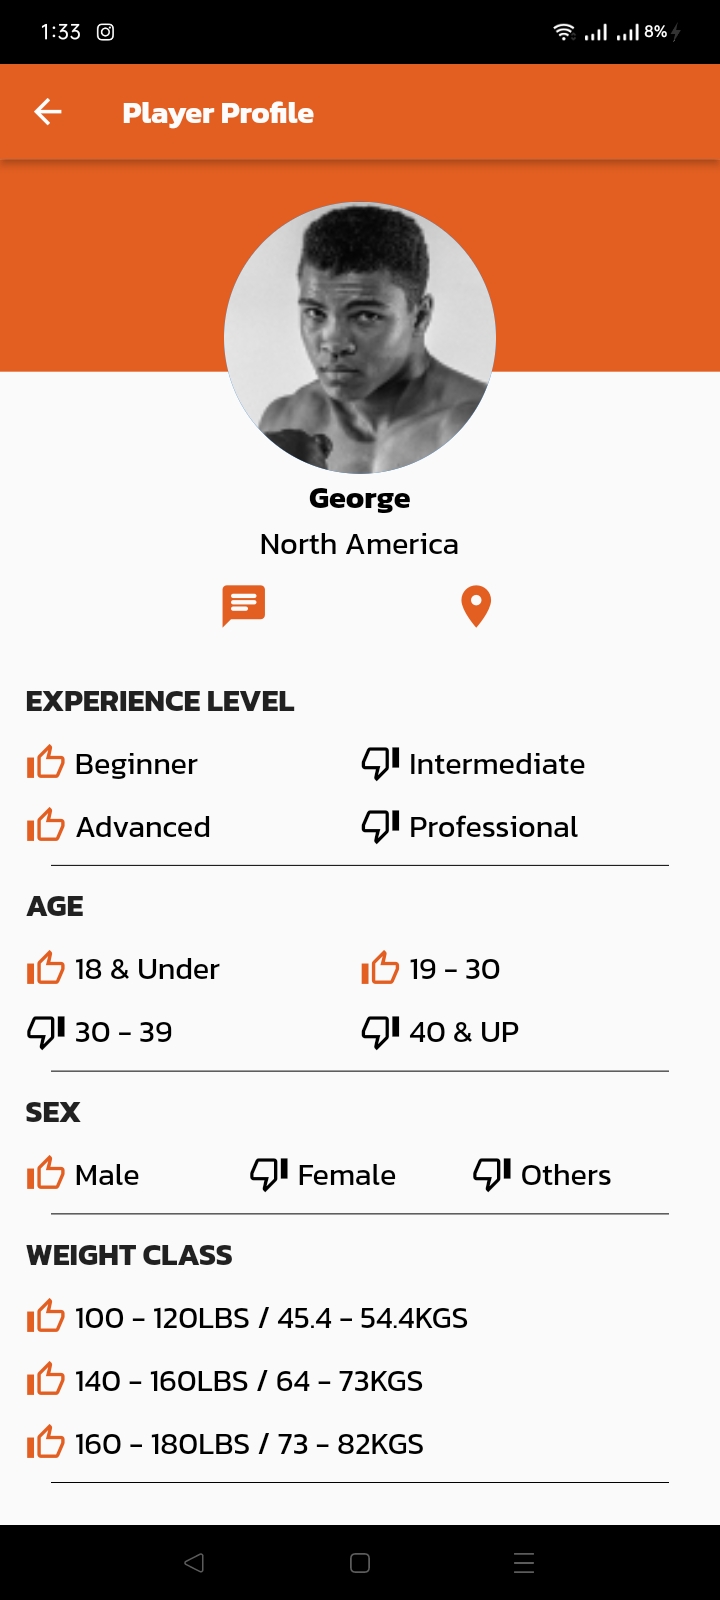 1:33 8%
Player Profile
George
North America
EXPERIENCE LEVEL
Beginner Intermediate
Advanced Professional
AGE
18 & Under 19 - 30
30 - 39 40 & UP
SEX
Male Female Others
WEIGHT CLASS
100 - 120LBS / 45.4 - 54.4KGS
140 - 160LBS / 64 - 73KGS
160 - 180LBS / 73 - 82KGS